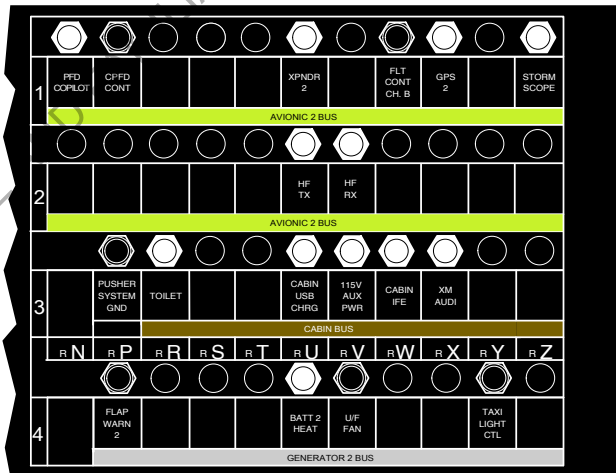 PFD COPILOT
CPFD CONT
XPNDR 2
FLT CONT CH. B
GPS 2
STORM SCOPE
1
AVIONIC 2 BUS
HF TX
HF RX
2
AVIONIC 2 BUS
PUSHER SYSTEM GND
TOILET
CABIN USB CHRG
115V AUX PWR
CABIN IFE
XM AUDI
3
CABIN BUS
R N R P R R R S R T R U R V R W R X R Y R Z
FLAP WARN 2
BATT 2 HEAT
U/F FAN
TAXI LIGHT CTL
4
GENERATOR 2 BUS